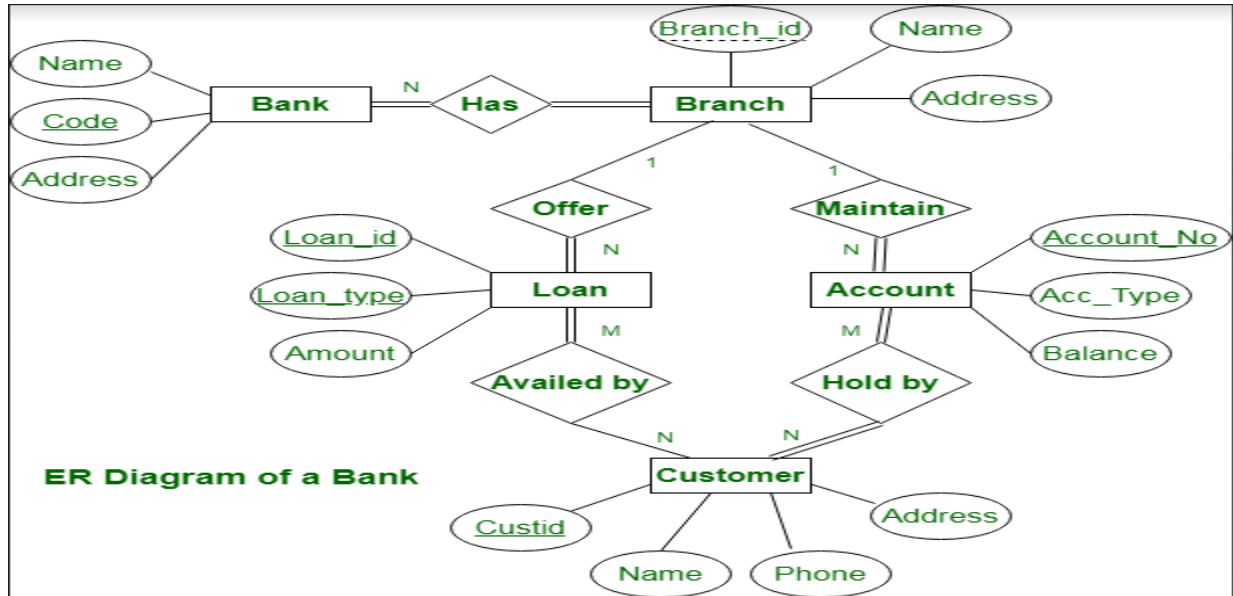 Branch_id
Name
Name
N
Bank
Has
Branch
Address
Code
Address
1
1
Offer
Maintain
Loan_id
N
N
Account_No
Loan_type
Loan
Account
Acc_Type
M
M
Amount
Balance
Availed by
Hold by
N
N
ER Diagram of a Bank
Customer
Custid
Address
Name
Phone